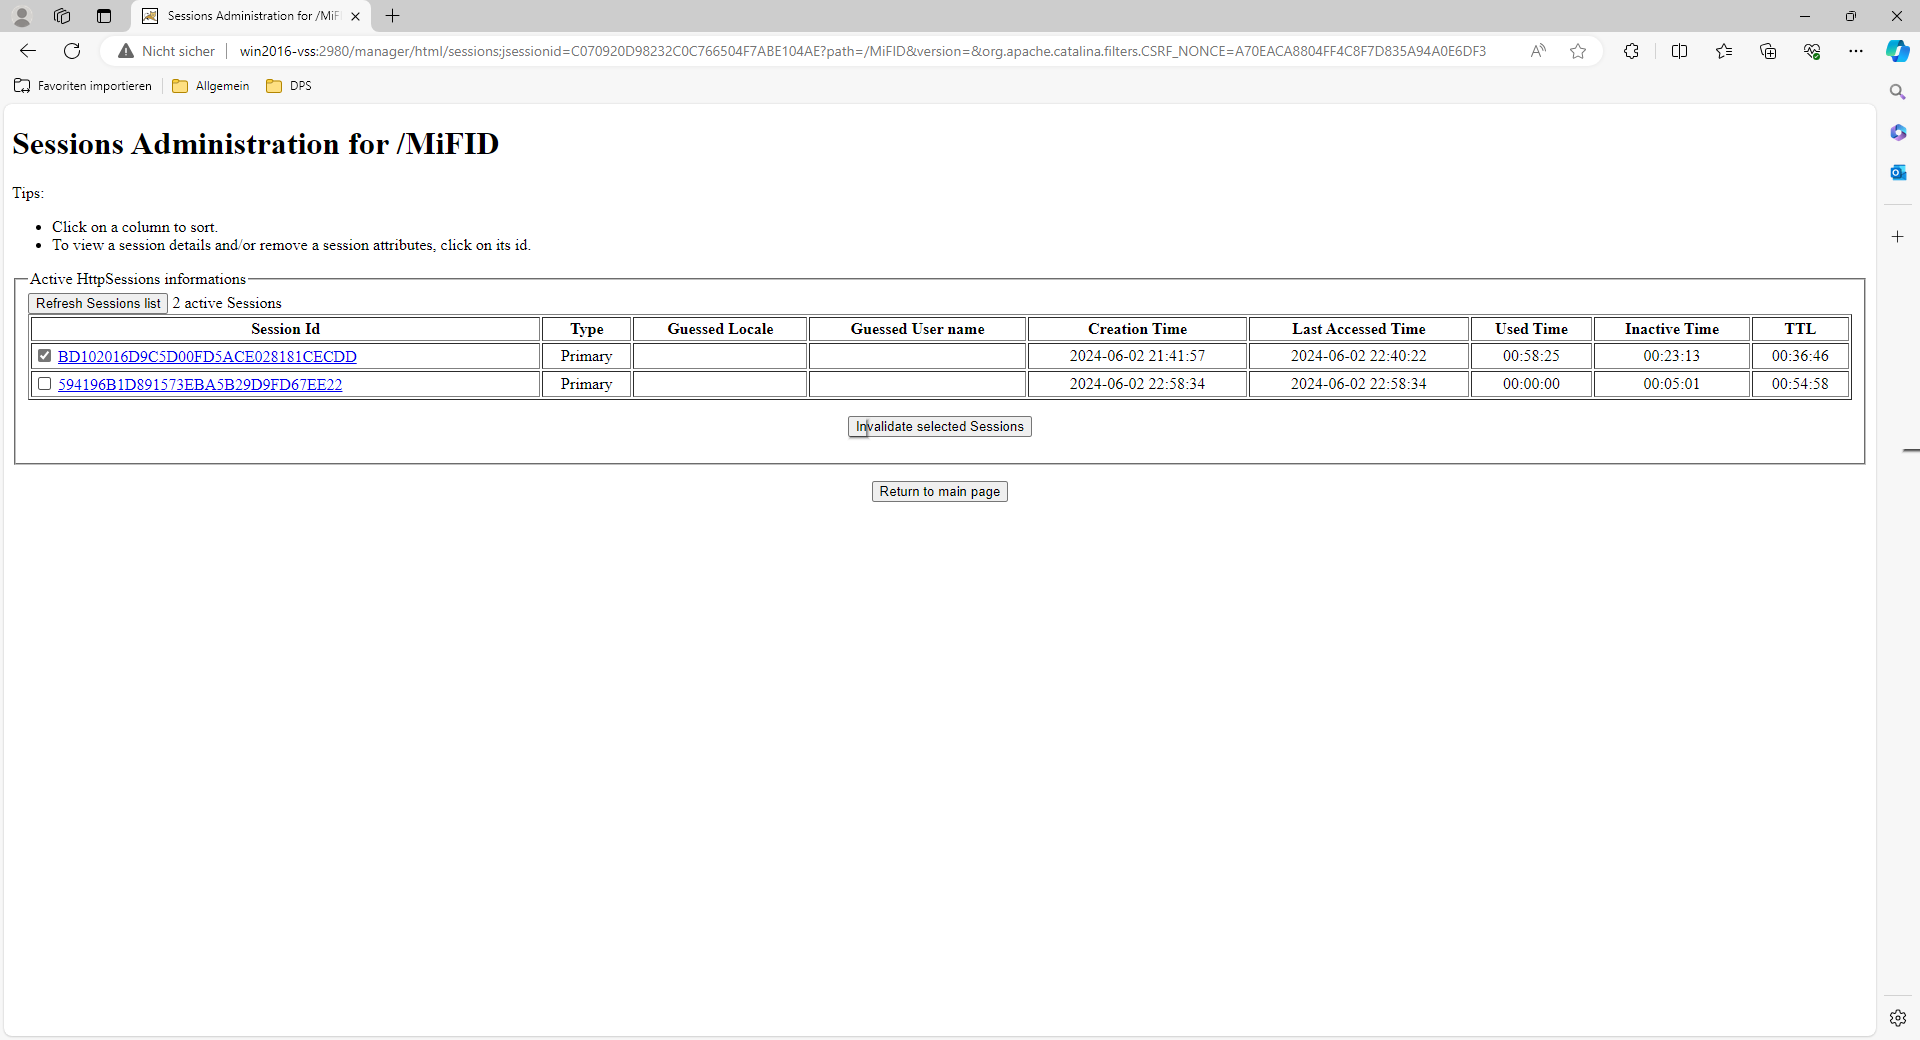 Sessions Administration for /MiF
Nicht sicher win2016-vss:2980/manager/html/sessions;jsessionid=C070920D98232C0C766504F7ABE104AE?path=/MiFID&version=&org.apache.catalina.filters.CSRF_NONCE=A70EACA8804FF4C8F7D835A94A0E6DF3
Favoriten importieren Allgemein DPS
Sessions Administration for /MiFID
Tips:
• Click on a column to sort.
• To view a session details and/or remove a session attributes, click on its id.
Active HttpSessions informations
Refresh Sessions list 2 active Sessions
Session Id Type Guessed Locale Guessed User name Creation Time Last Accessed Time Used Time Inactive Time TTL
BD102016D9C5D00FD5ACE028181CECDD Primary 2024-06-02 21:41:57 2024-06-02 22:40:22 00:58:25 00:23:13 00:36:46
594196B1D891573EBA5B29D9FD67EE22 Primary 2024-06-02 22:58:34 2024-06-02 22:58:34 00:00:00 00:05:01 00:54:58
Invalidate selected Sessions
Return to main page